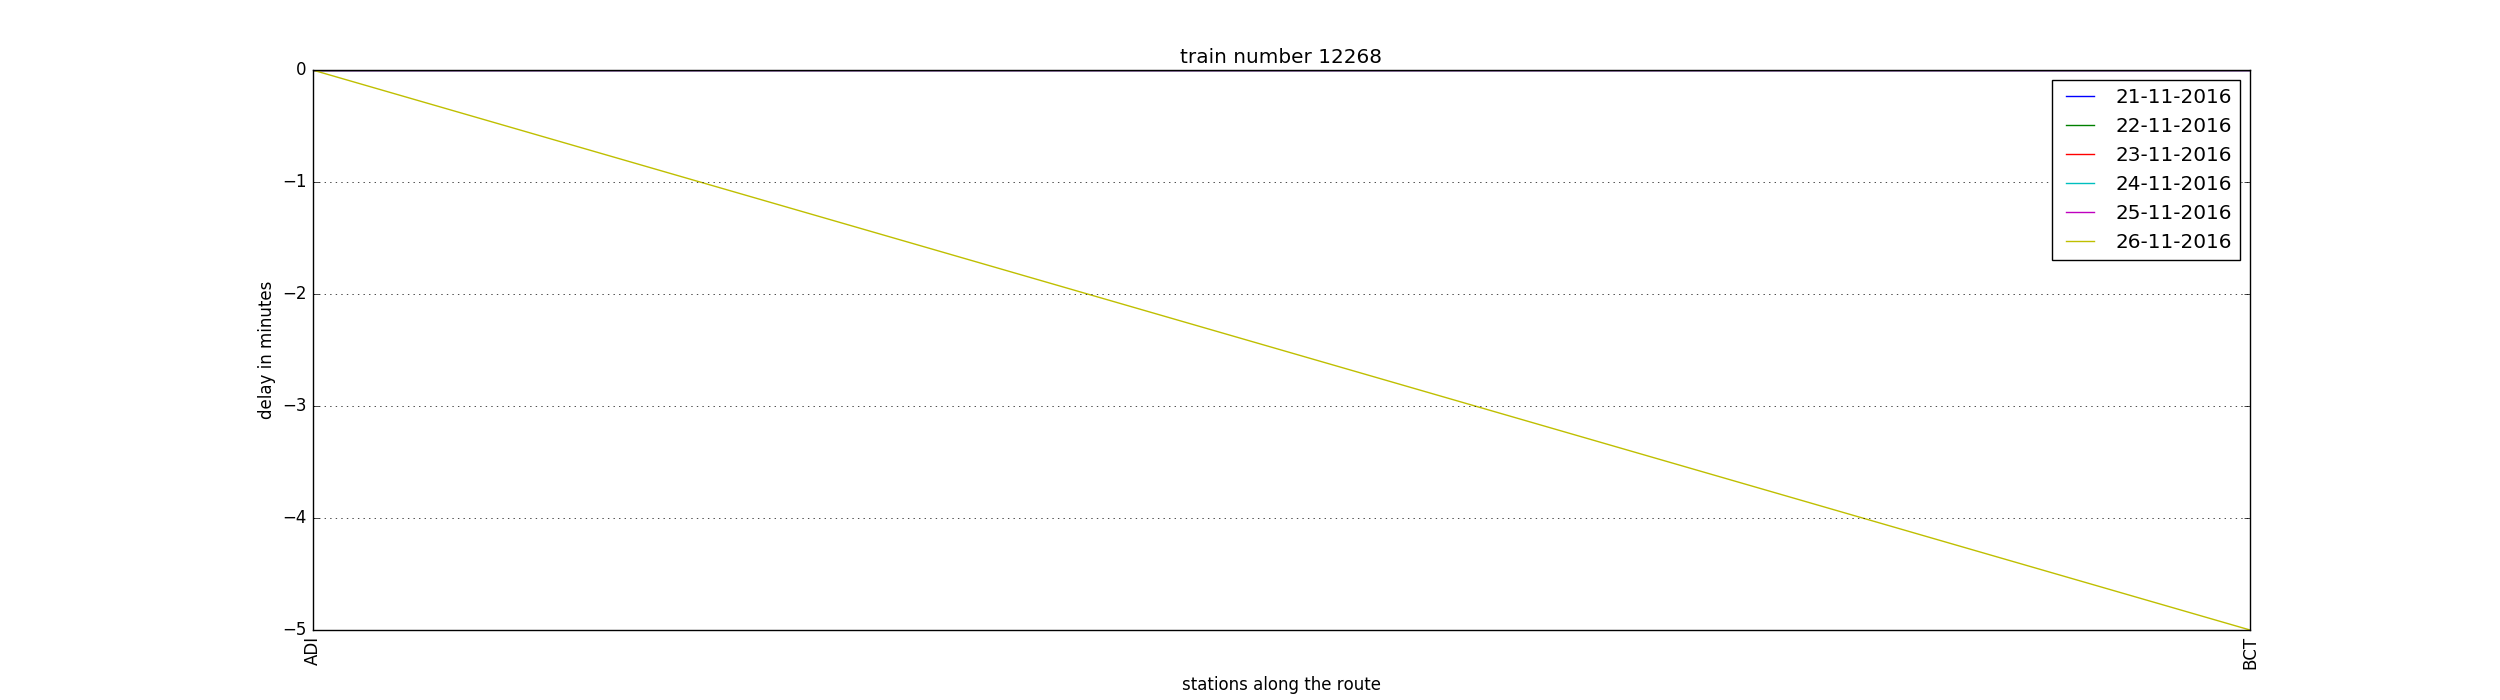 train number 12268
0
−1
−2
−3
−4
−5
delay in minutes
21-11-2016
22-11-2016
23-11-2016
24-11-2016
25-11-2016
26-11-2016
ADI
BCT
stations along the route